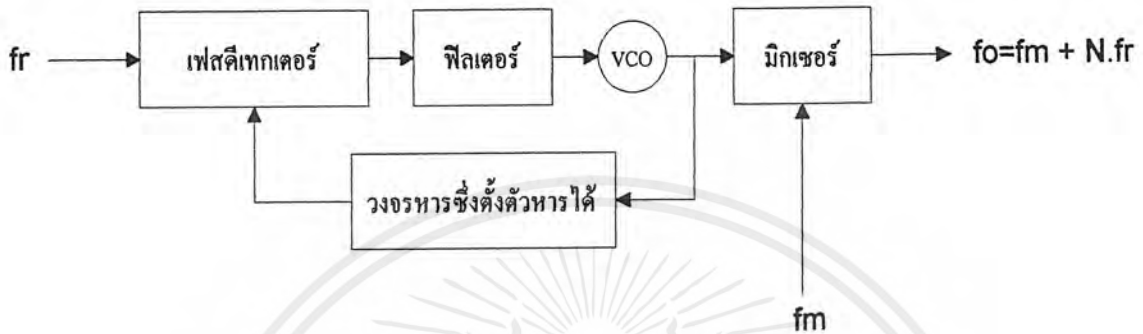 fr
เฟสดีเทกเตอร์
ฟิลเตอร์
VCO
มิกเซอร์
fo=fm + N.fr
วงจรหารซึ่งตั้งตัวหารได้
fm